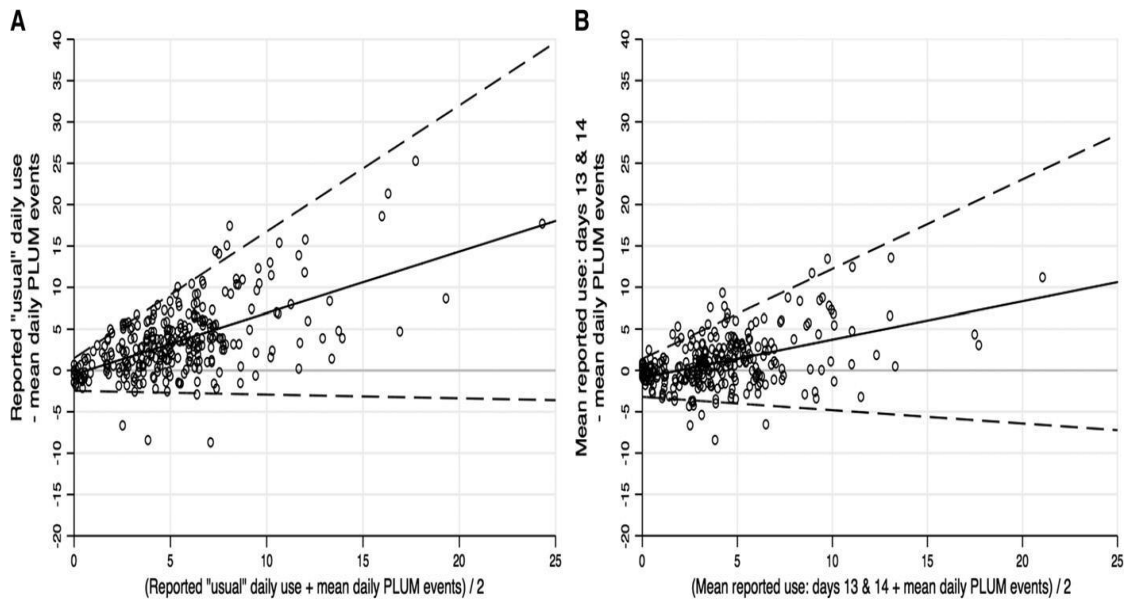 A
Reported "usual" daily use
- mean daily PLUM events
40
35
30
25
20
15
10
5
0
-5
-10
-15
-20
0 5 10 15 20 25
(Reported "usual" daily use + mean daily PLUM events) / 2
B
Mean reported use: days 13 & 14
- mean daily PLUM events
40
35
30
25
20
15
10
5
0
-5
-10
-15
-20
0 5 10 15 20 25
(Mean reported use: days 13 & 14 + mean daily PLUM events) / 2